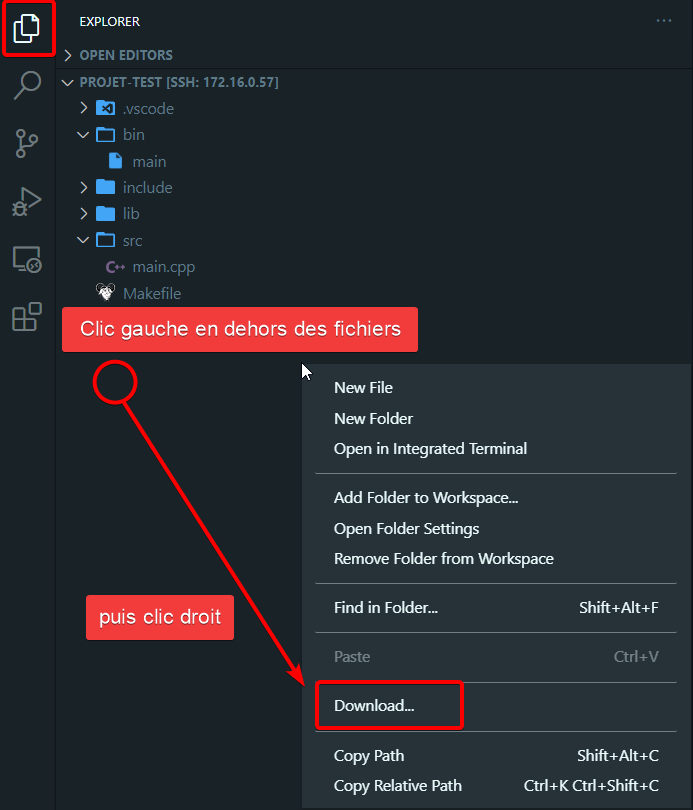 EXPLORER
OPEN EDITORS
PROJET-TEST [SSH: 172.16.0.57]
.vscode
bin
main
include
lib
src
C++ main.cpp
Makefile
Clic gauche en dehors des fichiers
New File
New Folder
Open in Integrated Terminal
Add Folder to Workspace...
Open Folder Settings
Remove Folder from Workspace
puis clic droit
Find in Folder... Shift+Alt+F
Paste Ctrl+V
Download...
Copy Path Shift+Alt+C
Copy Relative Path Ctrl+K Ctrl+Shift+C